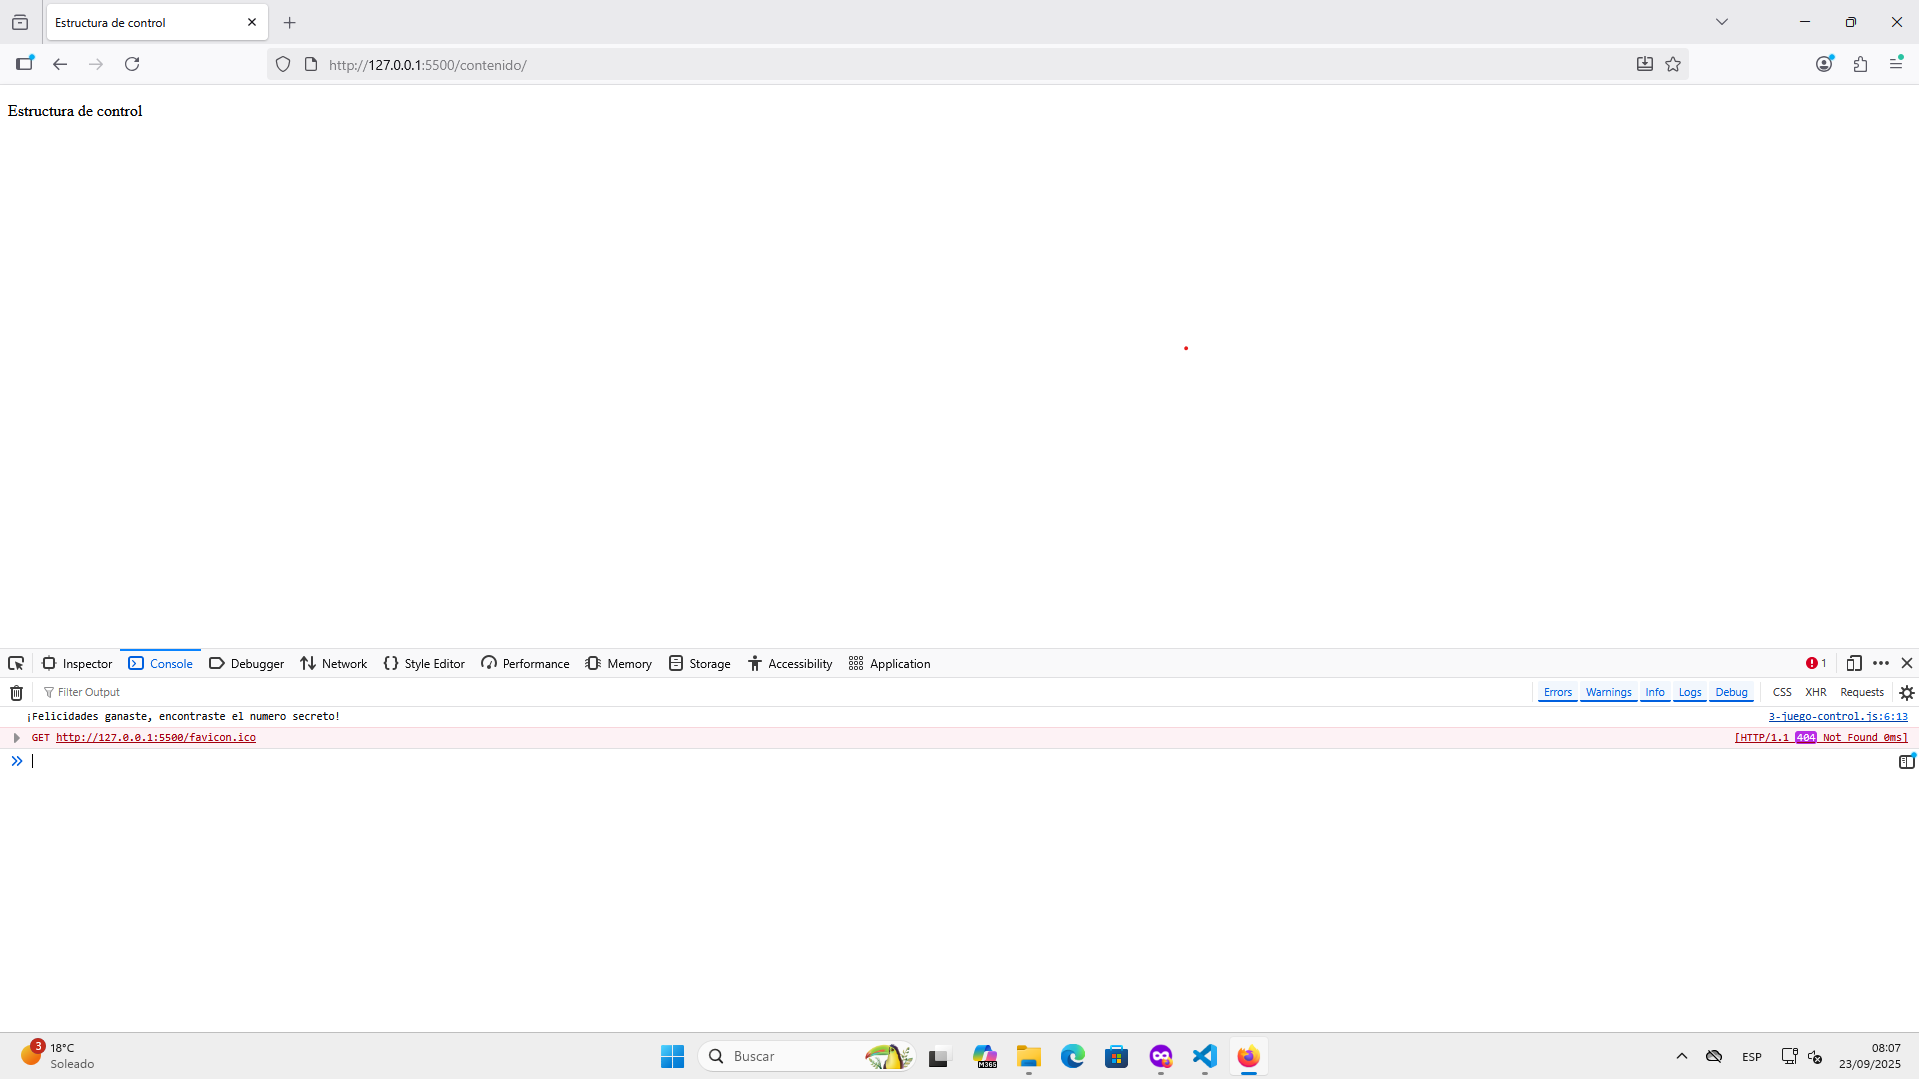 Estructura de control
http://127.0.0.1:5500/contenido/
Estructura de control
Inspector Console Debugger Network Style Editor Performance Memory Storage Accessibility Application 1
Filter Output Errors Warnings Info Logs Debug CSS XHR Requests
¡Felicidades ganaste, encontraste el numero secreto! 3-juego-control.js:6:13
GET http://127.0.0.1:5500/favicon.ico [HTTP/1.1 404 Not Found 0ms]
3 18°C
Soleado
Buscar
M365
ESP
08:07
23/09/2025